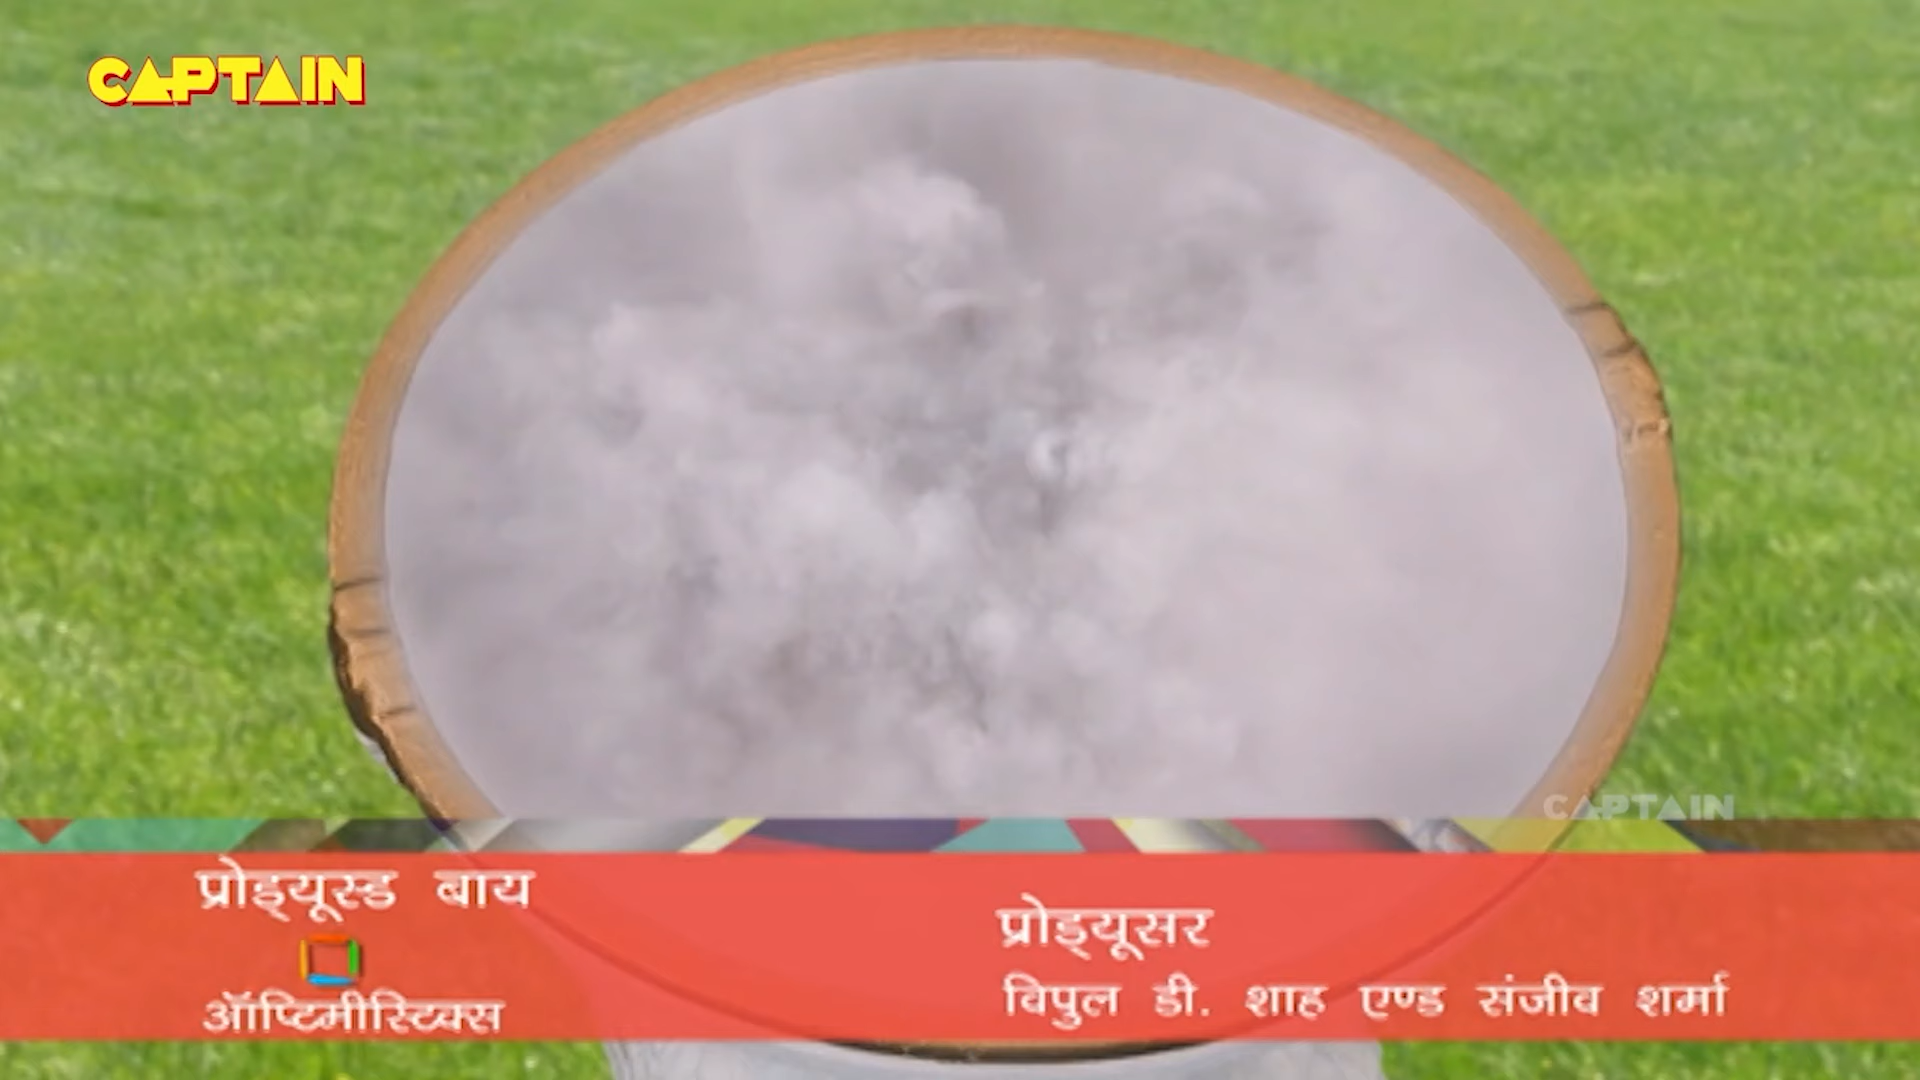 CAPTAIN
CAPTAIN
प्रोड्यूस्ड बाय
ऑप्टिमीस्टिक्स
प्रोड्यूसर
विपुल डी. शाह एण्ड संजीव शर्मा